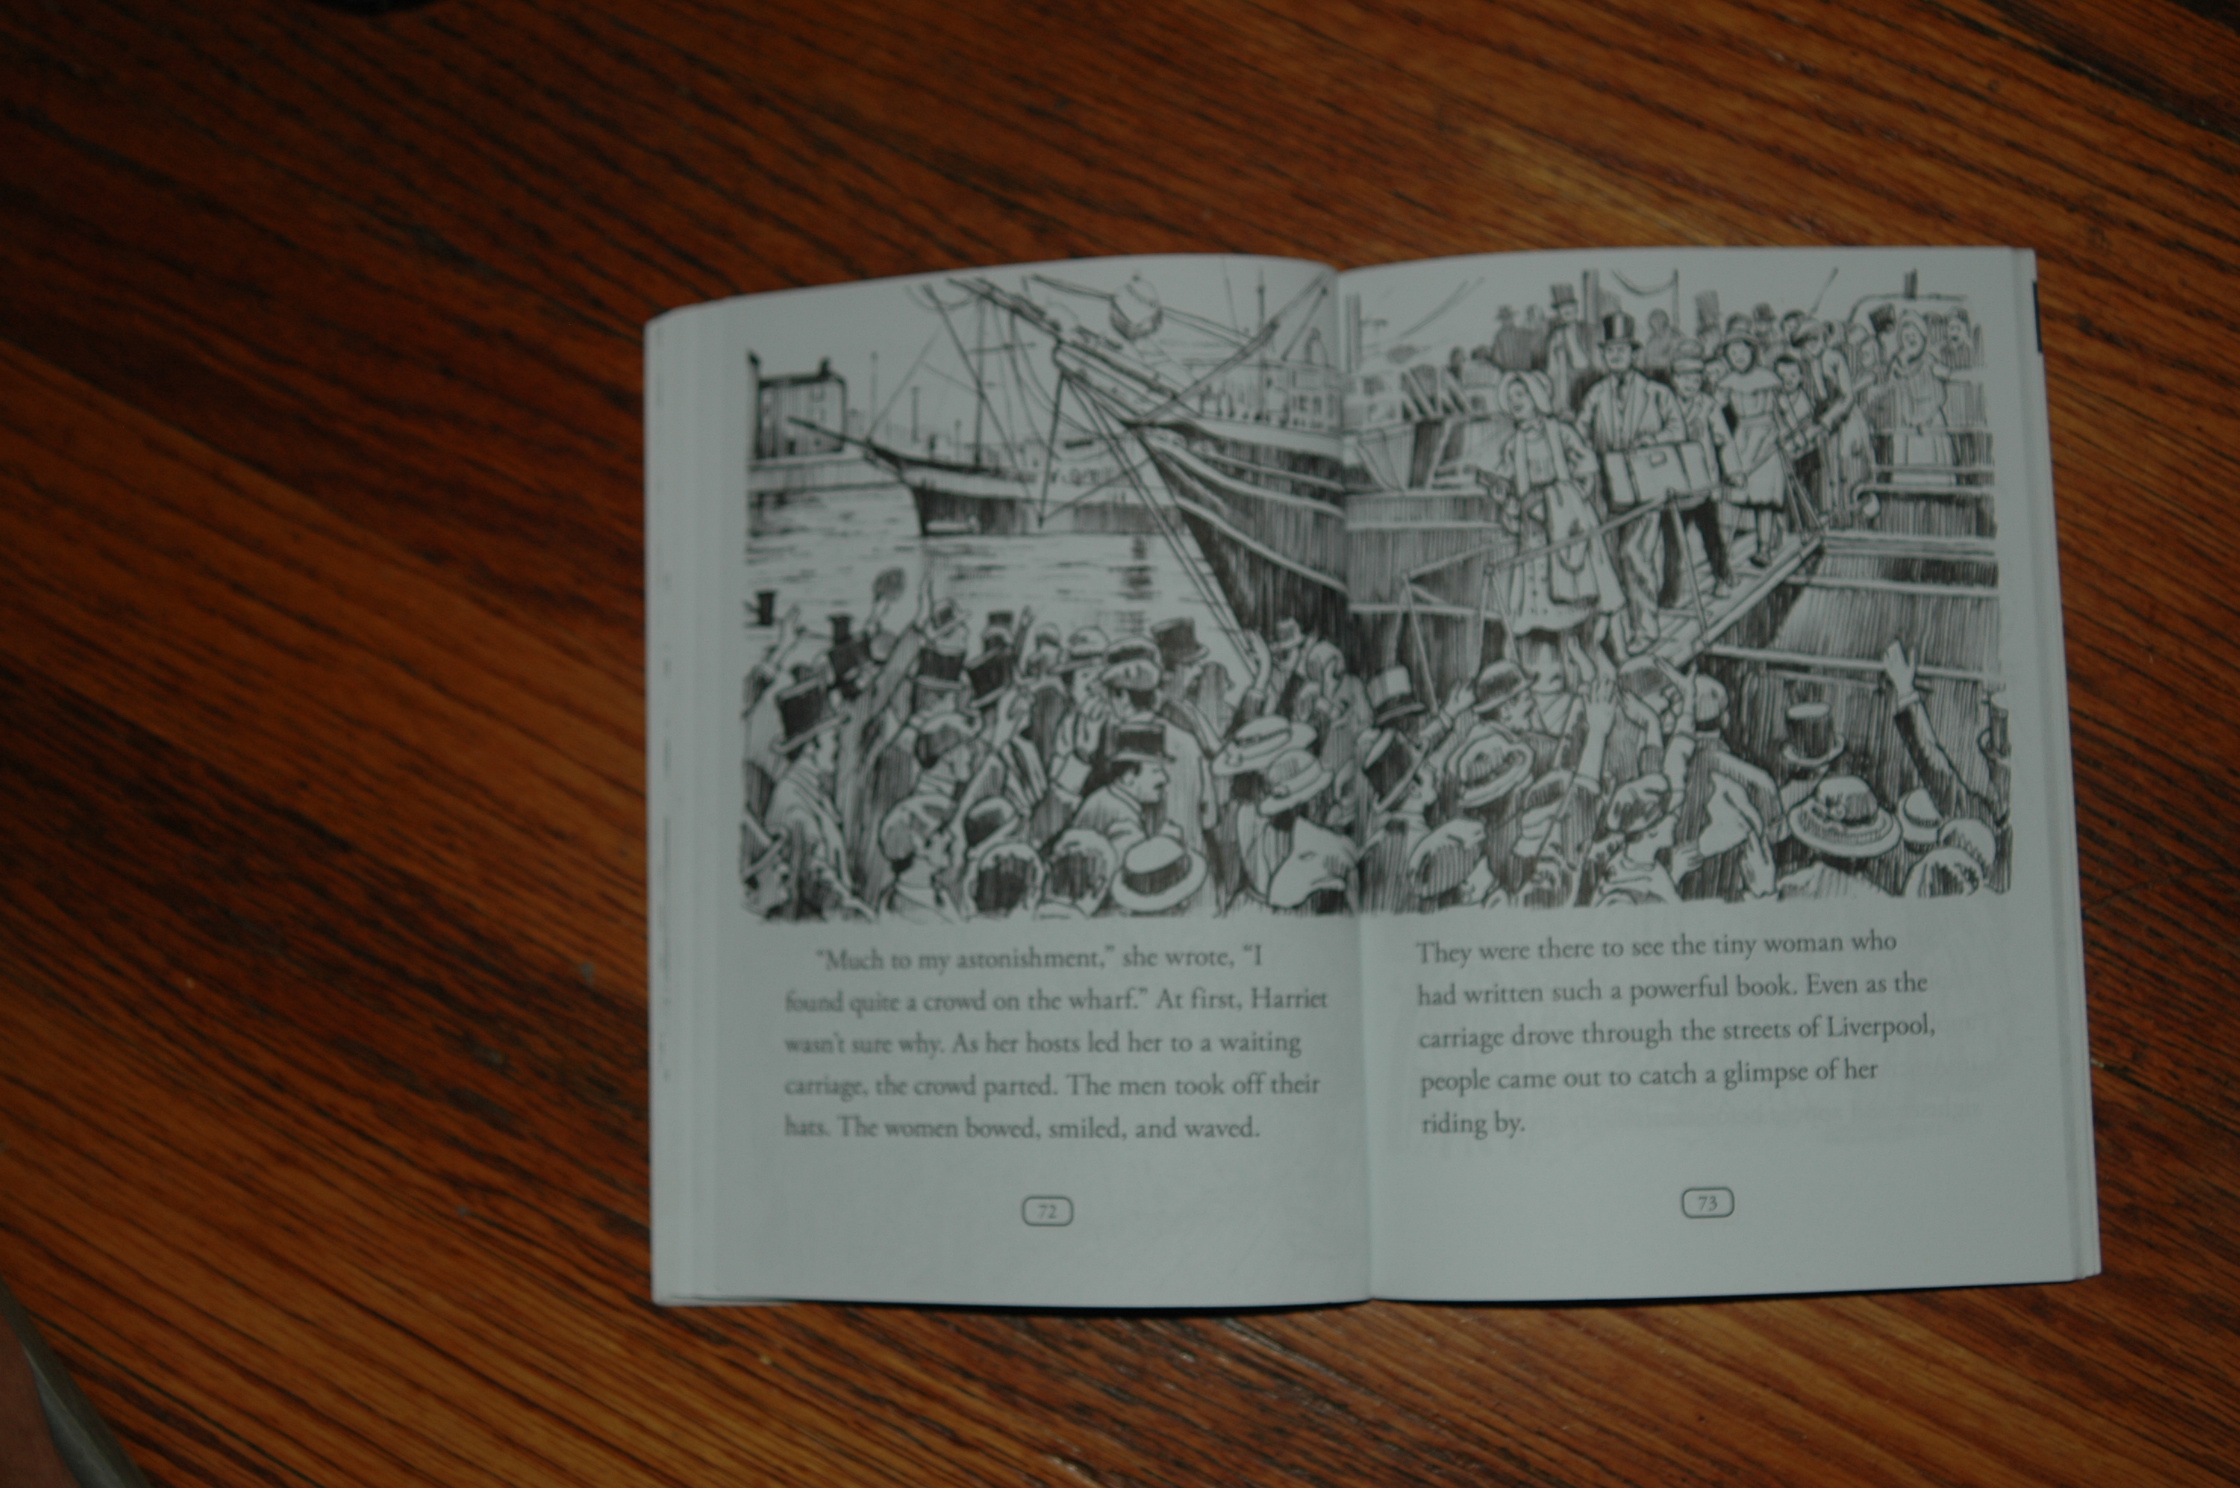 "Much to my astonishment," she wrote, "I
found quite a crowd on the wharf." At first, Harriet
wasn't sure why. As her hosts led her to a waiting
carriage, the crowd parted. The men took off their
hats. The women bowed, smiled, and waved.
72
They were there to see the tiny woman who
had written such a powerful book. Even as the
carriage drove through the streets of Liverpool,
people came out to catch a glimpse of her
riding by.
73